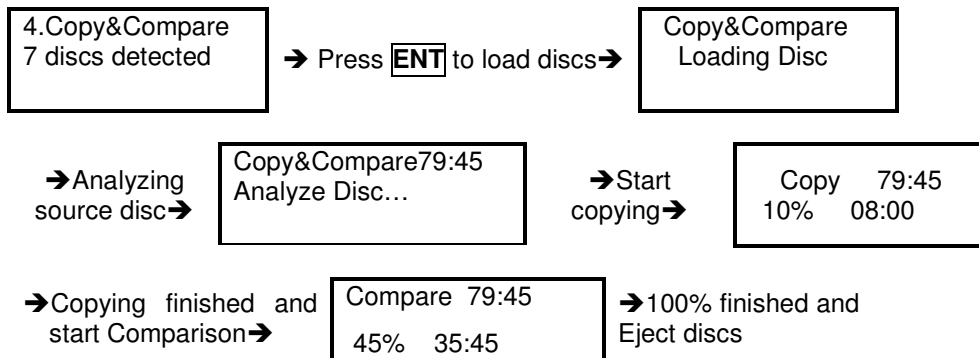 4.Copy&Compare
7 discs detected
➔ Press ENT to load discs➔
Copy&Compare
Loading Disc
➔Analyzing
source disc➔
Copy&Compare79:45
Analyze Disc…
➔Start
copying➔
Copy 79:45
10% 08:00
➔Copying finished and
start Comparison➔
Compare 79:45
45% 35:45
➔100% finished and
Eject discs